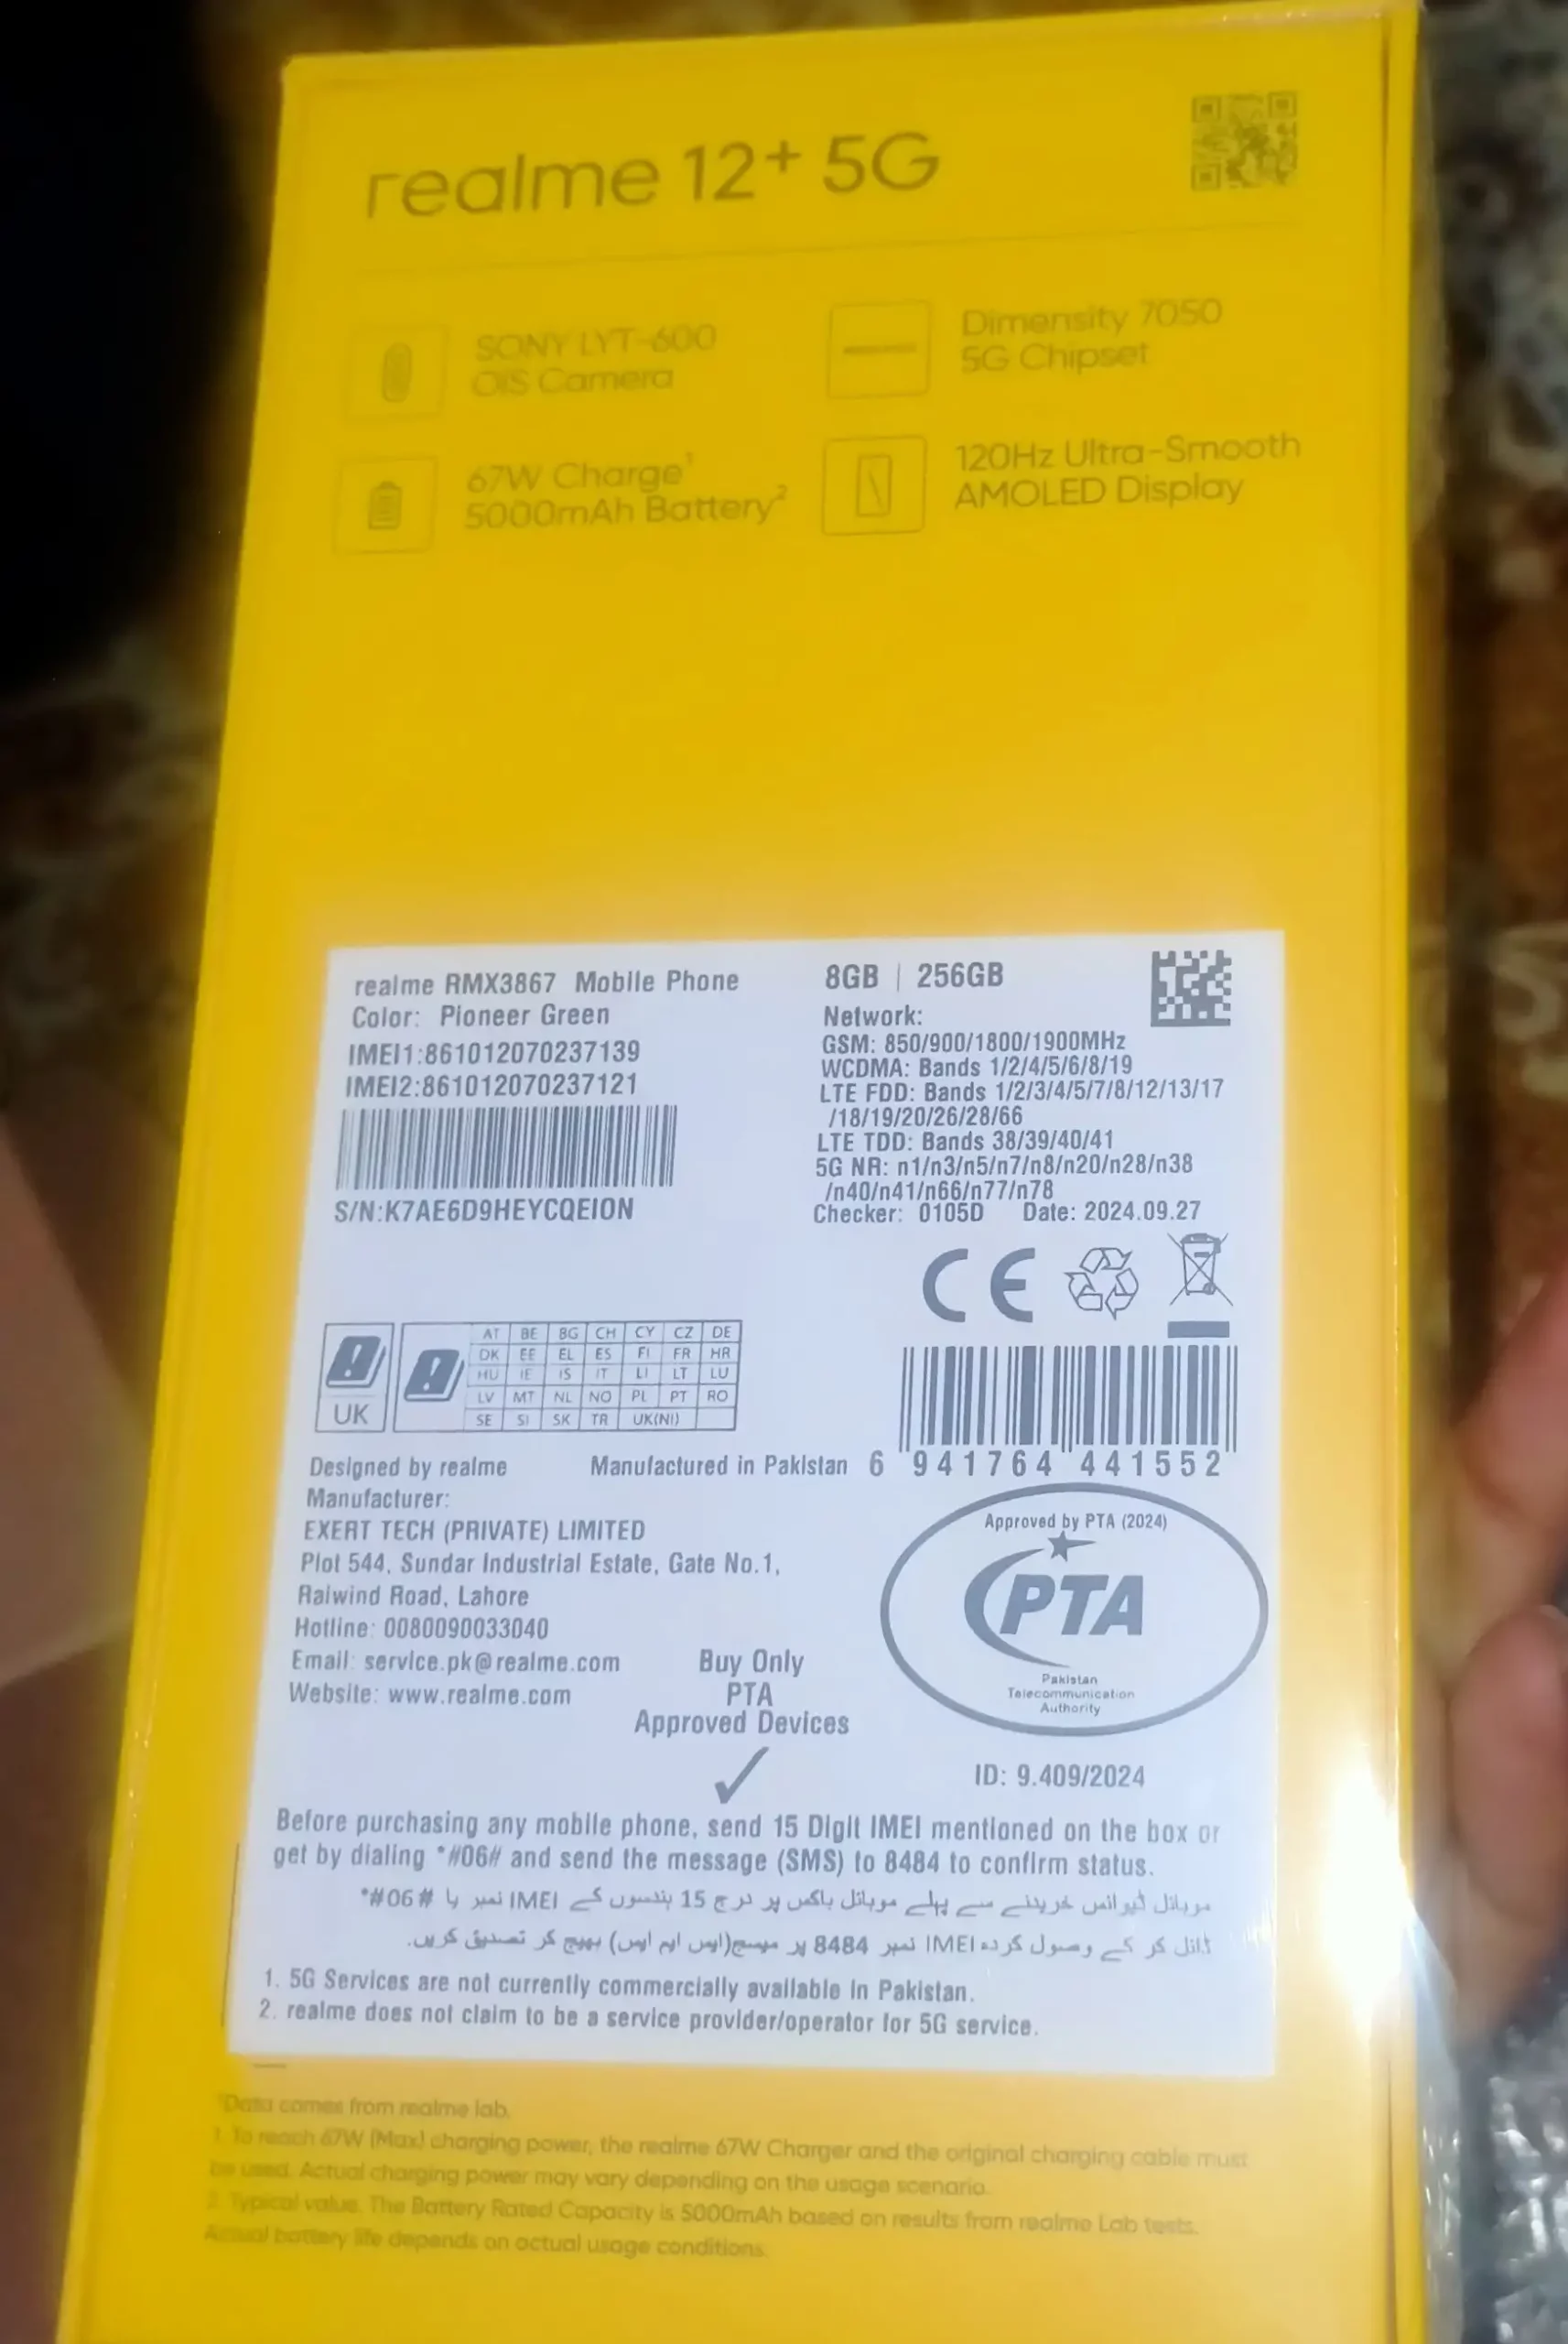 realme 12+ 5G
SONY LYT-600
OIS Camera
Dimensity 7050
5G Chipset
67W Charge¹
5000mAh Battery²
120Hz Ultra-Smooth
AMOLED Display
realme RMX3867 Mobile Phone
Color: Pioneer Green
IMEI1:861012070237139
IMEI2:861012070237121
S/N:K7AE6D9HEYCQEION
8GB | 256GB
Network:
GSM: 850/900/1800/1900MHz
WCDMA: Bands 1/2/4/5/6/8/19
LTE FDD: Bands 1/2/3/4/5/7/8/12/13/17
/18/19/20/26/28/66
LTE TDD: Bands 38/39/40/41
5G NR: n1/n3/n5/n7/n8/n20/n28/n38
/n40/n41/n66/n77/n78
Checker: 0105D Date: 2024.09.27
CE
UK
AT BE BG CH CY CZ DE
DK EE EL ES FI FR HR
HU IE IS IT LI LT LU
LV MT NL NO PL PT RO
SE SI SK TR UK(NI)
6 941764 441552
Designed by realme Manufactured in Pakistan
Manufacturer:
EXERT TECH (PRIVATE) LIMITED
Plot 544, Sundar Industrial Estate, Gate No.1,
Raiwind Road, Lahore
Hotline: 0080090033040
Email: service.pk@realme.com
Website: www.realme.com
Buy Only
PTA
Approved Devices
Approved by PTA (2024)
PTA
Pakistan
Telecommunication
Authority
ID: 9.409/2024
Before purchasing any mobile phone, send 15 Digit IMEI mentioned on the box or
get by dialing *#06# and send the message (SMS) to 8484 to confirm status.
موبائل ڈیوائس خریدنے سے پہلے موبائل باکس پر درج 15 ہندسوں کے IMEI نمبر یا #06#*
ڈائل کر کے وصول کردہ IMEI نمبر 8484 پر میسج(ایس ایم ایس) بھیج کر تصدیق کریں.
1. 5G Services are not currently commercially available in Pakistan.
2. realme does not claim to be a service provider/operator for 5G service.
*Data comes from realme lab.
1. To reach 67W (Max) charging power, the realme 67W Charger and the original charging cable must
be used. Actual charging power may vary depending on the usage scenario.
2. Typical value. The Battery Rated Capacity is 5000mAh based on results from realme Lab tests.
Actual battery life depends on actual usage conditions.